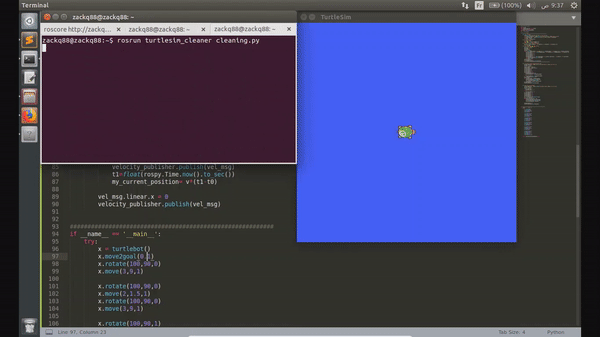 Terminal
Fr
9:37 ص
zackq88@zackq88: ~
roscore http://zackq...
zackq88@zackq88: ~
zackq88@zackq88: ~
zackq88@zackq88:~$ rosrun turtlesim_cleaner cleaning.py
TurtleSim
85 velocity_publisher.publish(vel_msg)
86 t1=float(rospy.Time.now().to_sec())
87 my_current_position= v*(t1-t0)
88
89 vel_msg.linear.x = 0
90 velocity_publisher.publish(vel_msg)
91
92
93 ############################################################
94 if __name__ == '__main__':
95 try:
96 x = turtlebot()
97 x.move2goal(0.1)
98 x.rotate(100,90,0)
99 x.move(3,9,1)
100
101 x.rotate(100,90,0)
102 x.move(2,1.5,1)
103 x.rotate(100,90,0)
104 x.move(3,9,1)
105
106 x.rotate(100,90,1)
Line 97, Column 23
Tab Size: 4
Python